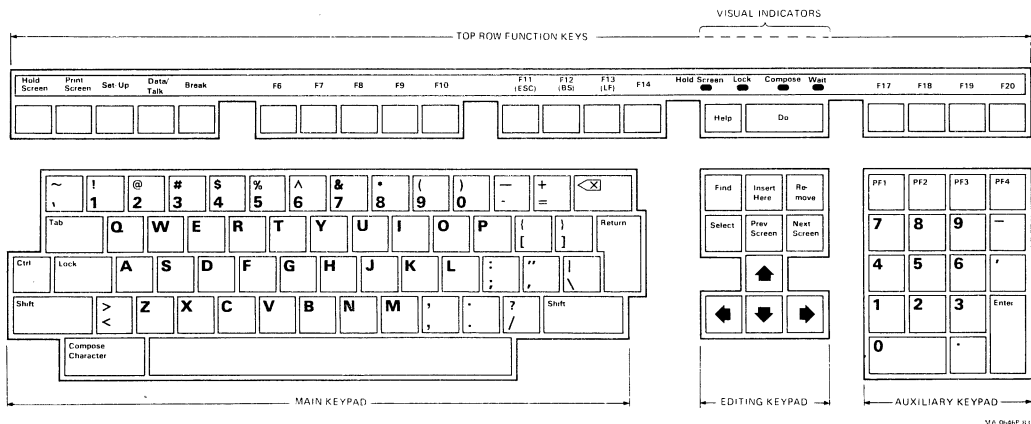 VISUAL INDICATORS
TOP ROW FUNCTION KEYS
Hold Screen Print Screen Set-Up Data/ Talk Break F6 F7 F8 F9 F10 F11 (ESC) F12 (BS) F13 (LF) F14 Hold Screen Lock Compose Wait F17 F18 F19 F20
Help Do
~ ` ! 1 @ 2 # 3 $ 4 % 5 ^ 6 & 7 * 8 ( 9 ) 0 — - + =
Find Insert Here Re- move
PF1 PF2 PF3 PF4
Tab Q W E R T Y U I O P { [ } ] Return
Select Prev Screen Next Screen
7 8 9 –
Ctrl Lock A S D F G H J K L : ; " ' | \
4 5 6 ,
Shift > < Z X C V B N M , , . . ? / Shift
1 2 3 Enter
Compose Character
0 .
MAIN KEYPAD
EDITING KEYPAD
AUXILIARY KEYPAD